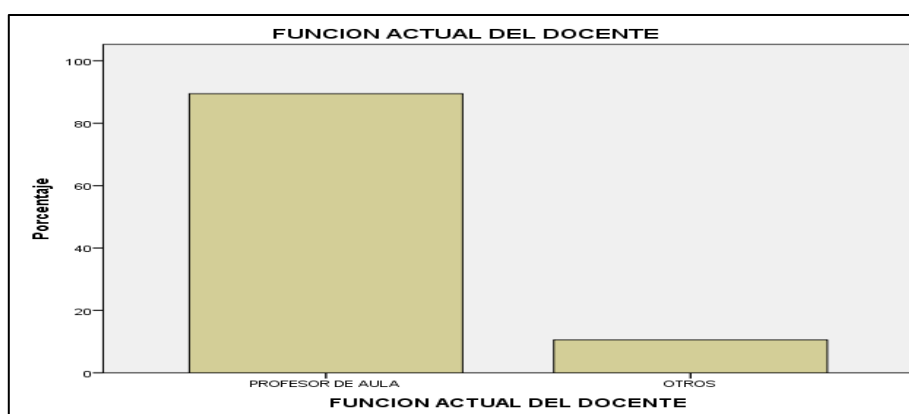 FUNCION ACTUAL DEL DOCENTE
100
80
60
40
20
0
Porcentaje
PROFESOR DE AULA
OTROS
FUNCION ACTUAL DEL DOCENTE